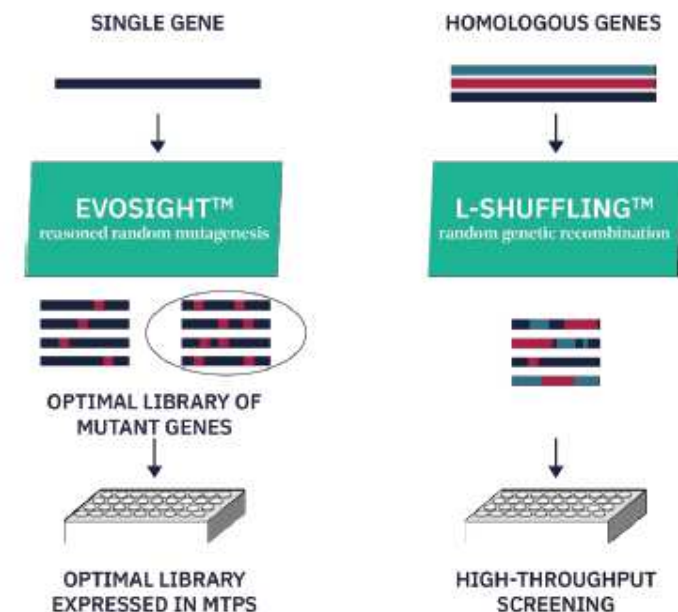 SINGLE GENE
EVOSIGHT™
reasoned random mutagenesis
OPTIMAL LIBRARY OF
MUTANT GENES
OPTIMAL LIBRARY
EXPRESSED IN MTPS
HOMOLOGOUS GENES
L-SHUFFLING™
random genetic recombination
HIGH-THROUGHPUT
SCREENING